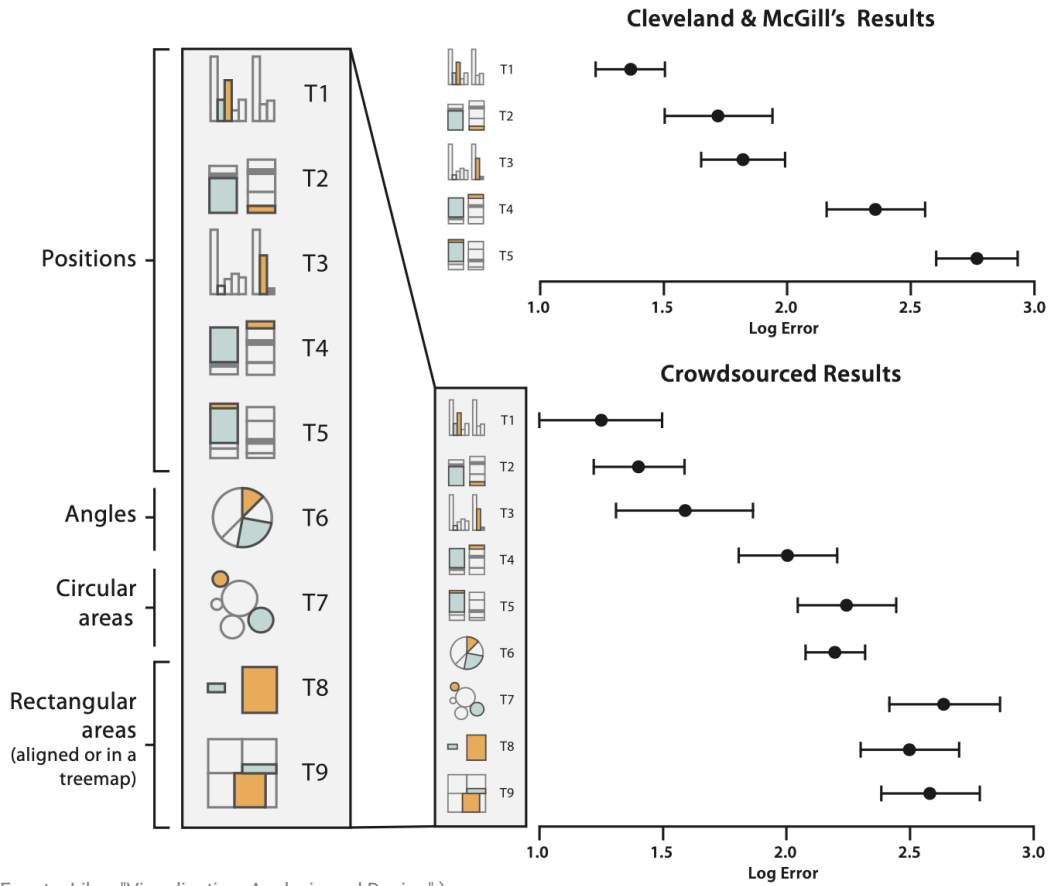 Cleveland & McGill's Results
T1
T2
T3
T4
T5
Positions
T1
T2
T3
T4
T5
1.0 1.5 2.0 2.5 3.0
Log Error
Angles
T6
Circular
areas
T7
Rectangular
areas
(aligned or in a
treemap)
T8
T9
Crowdsourced Results
T1
T2
T3
T4
T5
T6
T7
T8
T9
1.0 1.5 2.0 2.5 3.0
Log Error